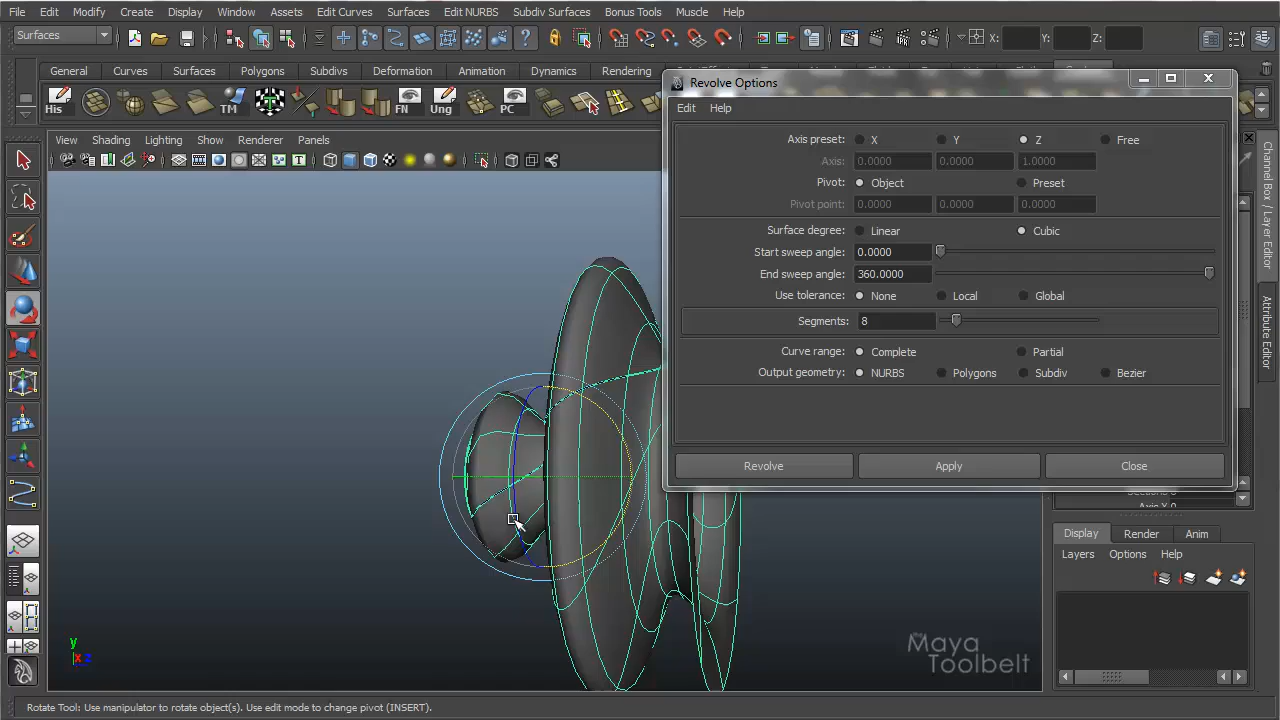 File Edit Modify Create Display Window Assets Edit Curves Surfaces Edit NURBS Subdiv Surfaces Bonus Tools Muscle Help
Surfaces X: Y: Z:
General Curves Surfaces Polygons Subdivs Deformation Animation Dynamics Rendering
His TM FN Ung PC
Revolve Options
Edit Help
Axis preset: X Y Z Free
Axis: 0.0000 0.0000 1.0000
Pivot: Object Preset
Pivot point: 0.0000 0.0000 0.0000
Surface degree: Linear Cubic
Start sweep angle: 0.0000
End sweep angle: 360.0000
Use tolerance: None Local Global
Segments: 8
Curve range: Complete Partial
Output geometry: NURBS Polygons Subdiv Bezier
Revolve Apply Close
View Shading Lighting Show Renderer Panels
Channel Box / Layer Editor
Attribute Editor
Display Render Anim
Layers Options Help
y
x z
Maya
Toolbelt
Rotate Tool: Use manipulator to rotate object(s). Use edit mode to change pivot (INSERT).